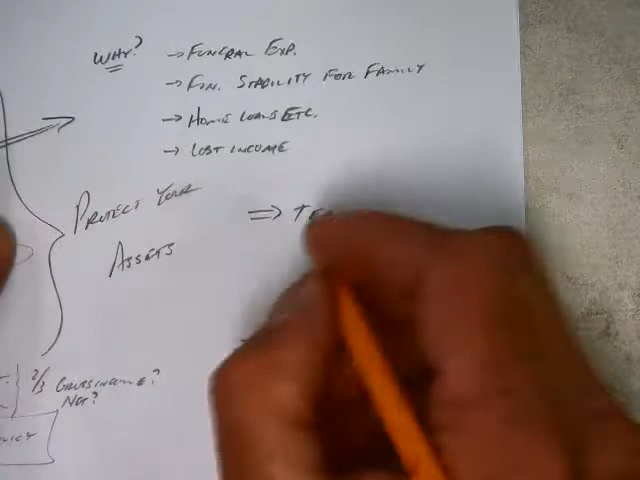 WHY? → FUNERAL EXP.
→ FIN. STABILITY FOR FAMILY
→ HOME LOANS ETC.
→ LOST INCOME
PROTECT YOUR
ASSETS
⇒ TE
2/3 GROSS INCOME?
NET?